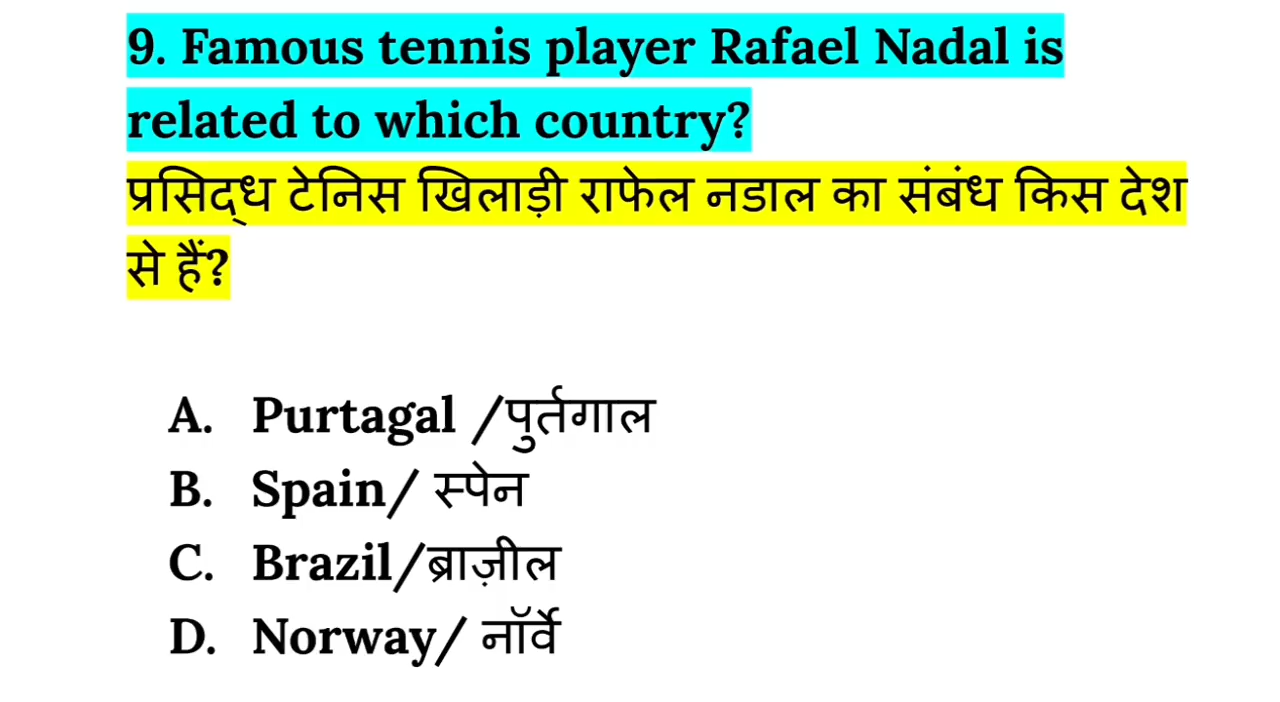 9. Famous tennis player Rafael Nadal is
related to which country?
प्रसिद्ध टेनिस खिलाड़ी राफेल नडाल का संबंध किस देश
से हैं?
A. Purtagal /पुर्तगाल
B. Spain/ स्पेन
C. Brazil/ब्राज़ील
D. Norway/ नॉर्वे